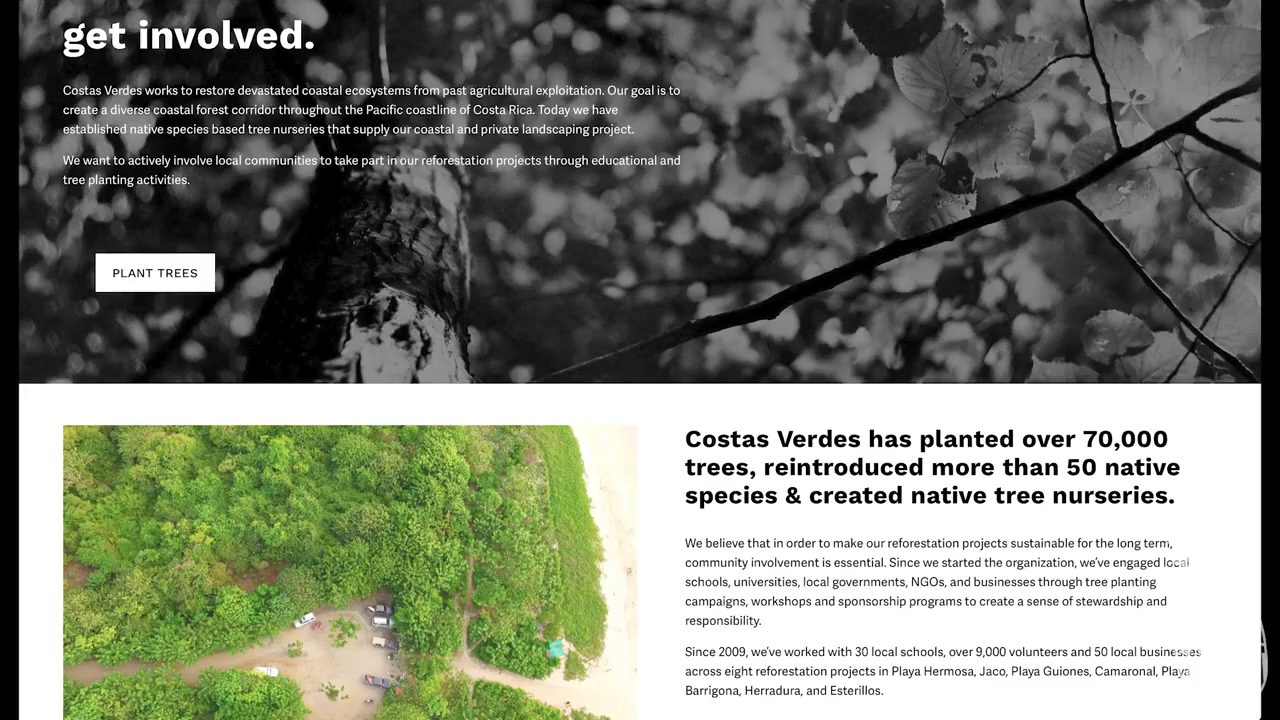 get involved.
Costas Verdes works to restore devastated coastal ecosystems from past agricultural exploitation. Our goal is to
create a diverse coastal forest corridor throughout the Pacific coastline of Costa Rica. Today we have
established native species based tree nurseries that supply our coastal and private landscaping project.
We want to actively involve local communities to take part in our reforestation projects through educational and
tree planting activities.
PLANT TREES
Costas Verdes has planted over 70,000
trees, reintroduced more than 50 native
species & created native tree nurseries.
We believe that in order to make our reforestation projects sustainable for the long term,
community involvement is essential. Since we started the organization, we've engaged local
schools, universities, local governments, NGOs, and businesses through tree planting
campaigns, workshops and sponsorship programs to create a sense of stewardship and
responsibility.
Since 2009, we've worked with 30 local schools, over 9,000 volunteers and 50 local businesses
across eight reforestation projects in Playa Hermosa, Jaco, Playa Guiones, Camaronal, Playa
Barrigona, Herradura, and Esterillos.